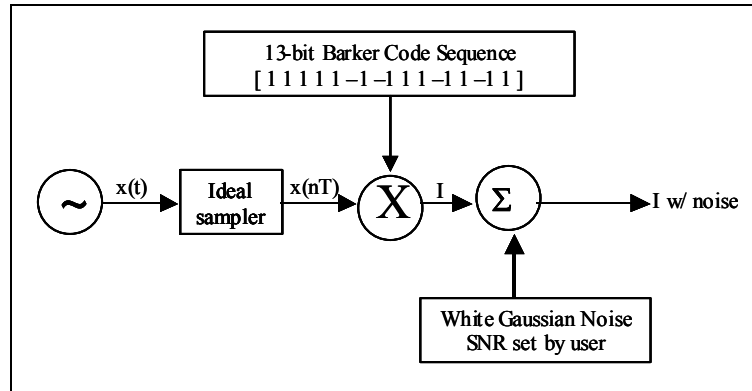 13-bit Barker Code Sequence
[ 1 1 1 1 1 –1 –1 1 1 –1 1 –1 1 ]
~
x(t)
Ideal
sampler
x(nT)
X
I
Σ
I w/ noise
White Gaussian Noise
SNR set by user